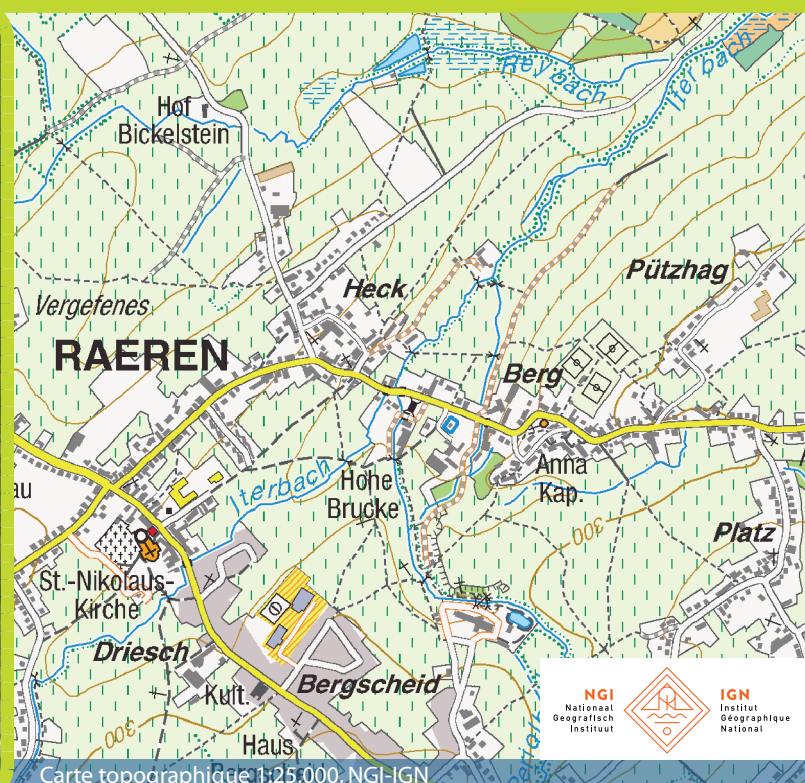 Reybach
Iterbach
Hof
Bickelstein
Pützhag
Heck
Vergefenes
RAEREN
Berg
au
Iterbach
Hohe
Brucke
Anna
Kap.
300
Platz
St.-Nikolaus-
Kirche
Driesch
Bergscheid
Kult.
300
Haus
NGI
Nationaal
Geografisch
Instituut
IGN
Institut
Géographique
National
Carte topographique 1:25.000, NGI-IGN